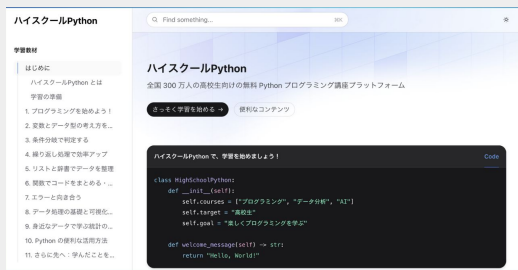 ハイスクールPython
Find something...
⌘K
学習教材
はじめに
ハイスクールPython とは
学習の準備
1. プログラミングを始めよう！
2. 変数とデータ型の考え方を...
3. 条件分岐で判定する
4. 繰り返し処理で効率アップ
5. リストと辞書でデータを整理
6. 関数でコードをまとめる・...
7. エラーと向き合う
8. データ処理の基礎と可視化...
9. 身近なデータで学ぶ統計の...
10. Python の便利な活用方法
11. さらに先へ：学んだことを...
ハイスクールPython
全国 300 万人の高校生向けの無料 Python プログラミング講座プラットフォーム
さっそく学習を始める →
便利なコンテンツ
ハイスクールPython で、学習を始めましょう！
Code
class HighSchoolPython:
def __init__(self):
self.courses = ["プログラミング", "データ分析", "AI"]
self.target = "高校生"
self.goal = "楽しくプログラミングを学ぶ"
def welcome_message(self) -> str:
return "Hello, World!"